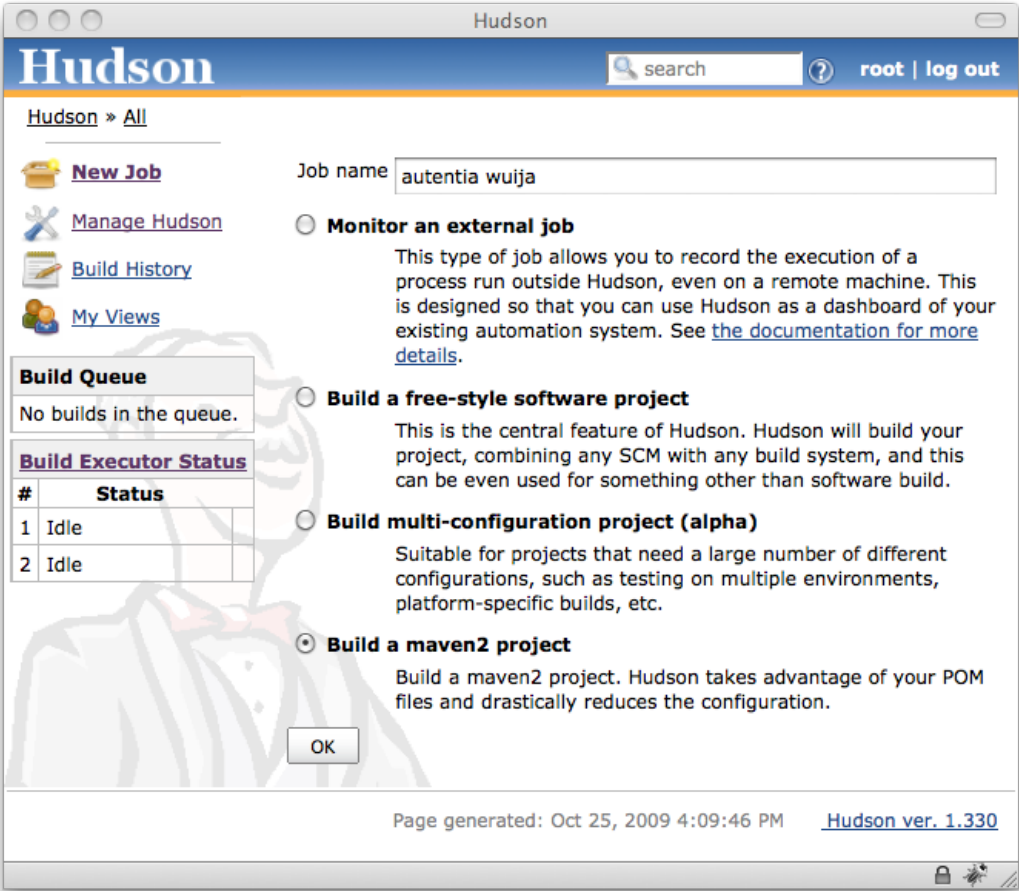 Hudson
Hudson
search
root | log out
Hudson » All
New Job
Manage Hudson
Build History
My Views
Build Queue
No builds in the queue.
Build Executor Status
# Status
1 Idle
2 Idle
Job name autentia wuija
Monitor an external job
This type of job allows you to record the execution of a
process run outside Hudson, even on a remote machine. This
is designed so that you can use Hudson as a dashboard of your
existing automation system. See the documentation for more
details.
Build a free-style software project
This is the central feature of Hudson. Hudson will build your
project, combining any SCM with any build system, and this
can be even used for something other than software build.
Build multi-configuration project (alpha)
Suitable for projects that need a large number of different
configurations, such as testing on multiple environments,
platform-specific builds, etc.
Build a maven2 project
Build a maven2 project. Hudson takes advantage of your POM
files and drastically reduces the configuration.
OK
Page generated: Oct 25, 2009 4:09:46 PM Hudson ver. 1.330